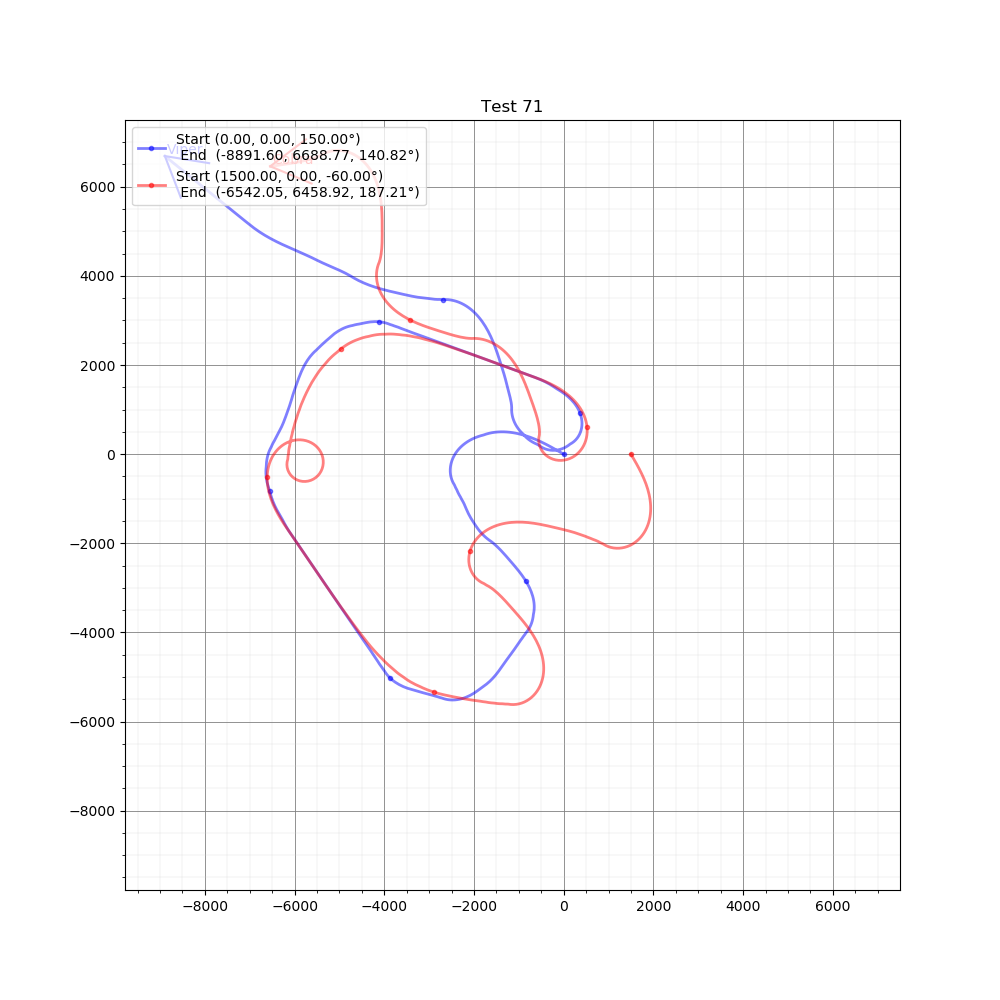 Test 71
Start (0.00, 0.00, 150.00°)
End (-8891.60, 6688.77, 140.82°)
Start (1500.00, 0.00, -60.00°)
End (-6542.05, 6458.92, 187.21°)
6000
4000
2000
0
−2000
−4000
−6000
−8000
−8000 −6000 −4000 −2000 0 2000 4000 6000